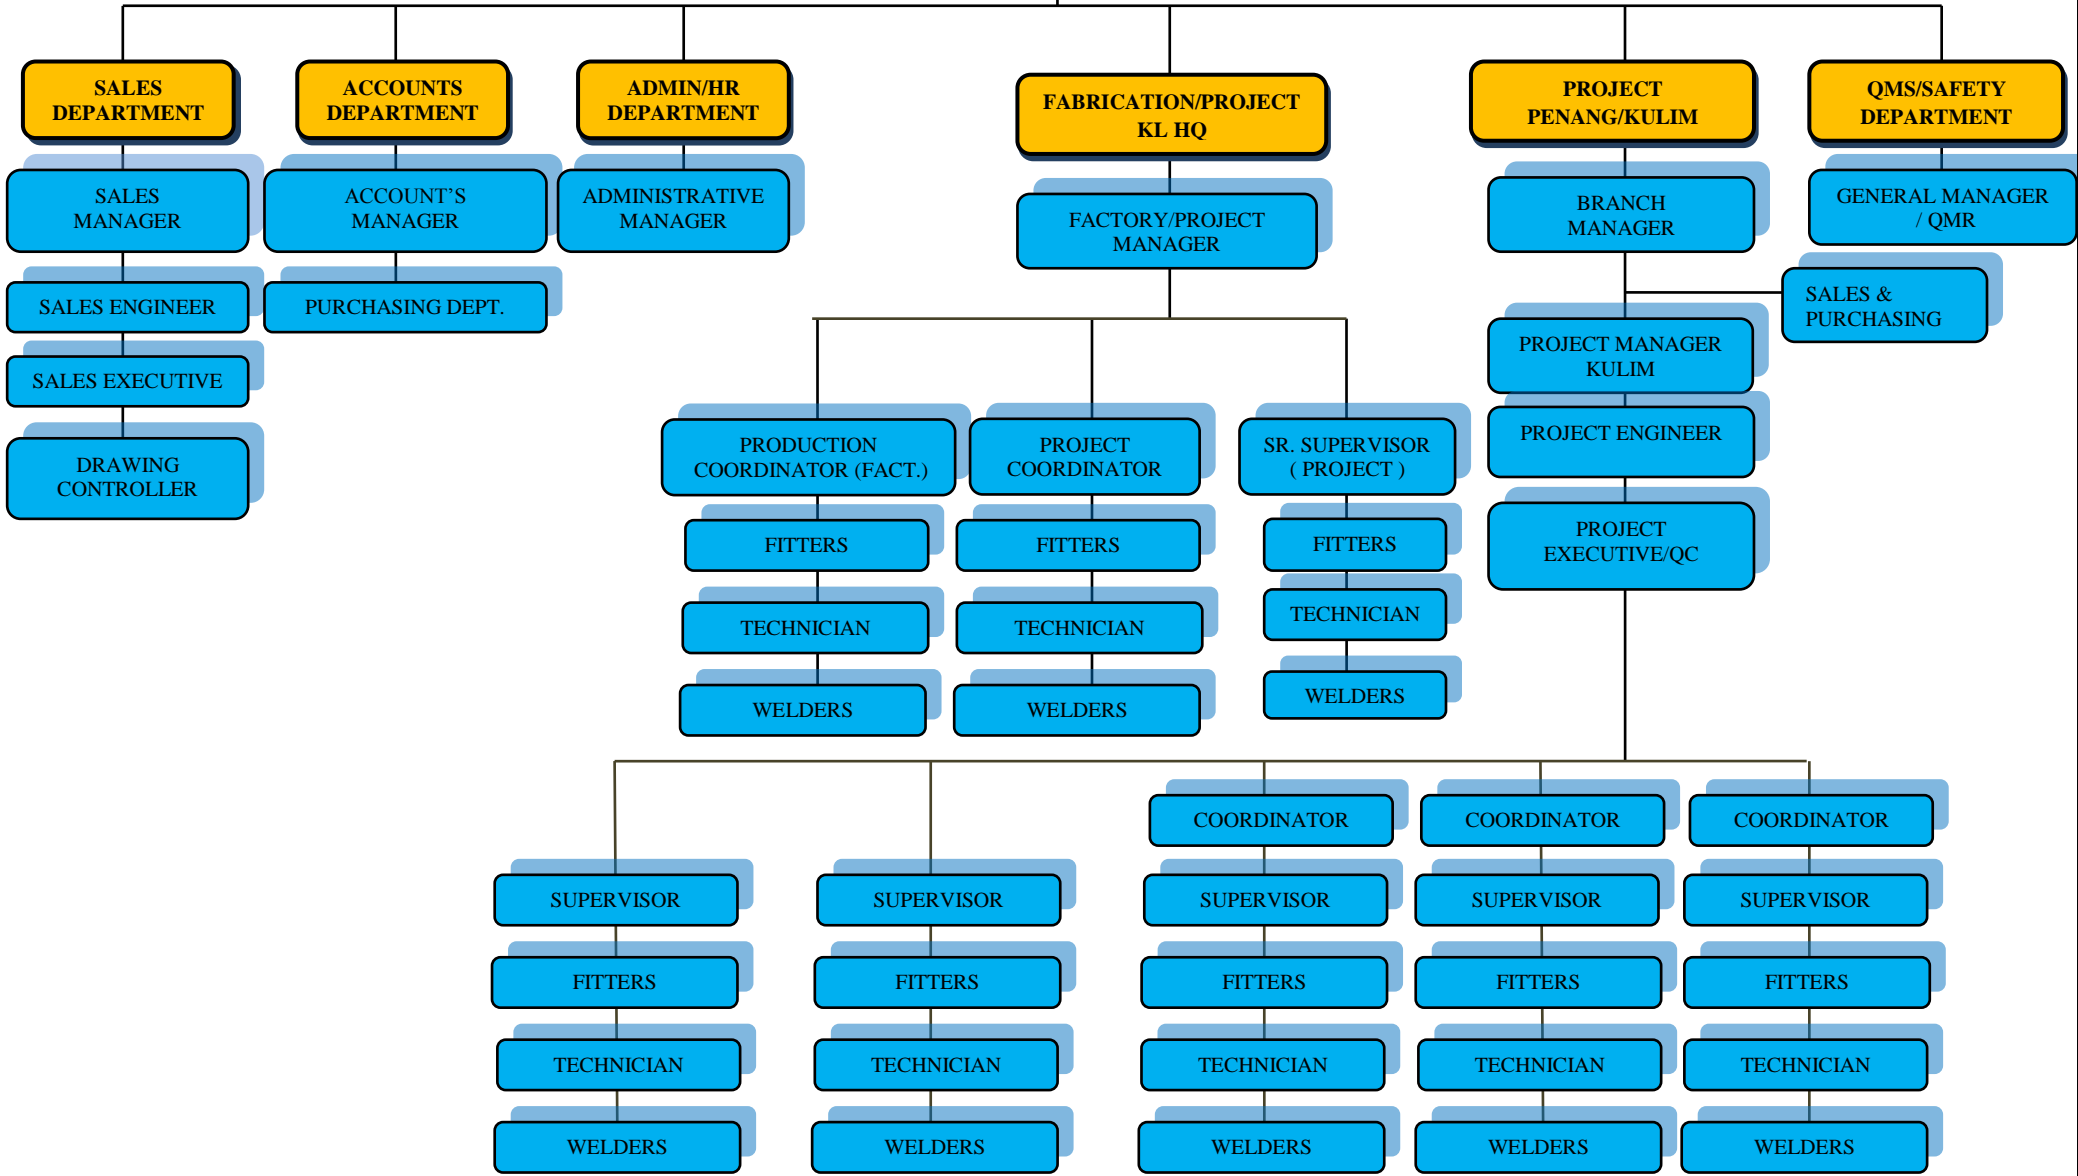 SALES
DEPARTMENT
ACCOUNTS
DEPARTMENT
ADMIN/HR
DEPARTMENT
FABRICATION/PROJECT
KL HQ
PROJECT
PENANG/KULIM
QMS/SAFETY
DEPARTMENT
SALES
MANAGER
ACCOUNT’S
MANAGER
ADMINISTRATIVE
MANAGER
FACTORY/PROJECT
MANAGER
BRANCH
MANAGER
GENERAL MANAGER
/ QMR
SALES ENGINEER
PURCHASING DEPT.
SALES &
PURCHASING
SALES EXECUTIVE
PROJECT MANAGER
KULIM
DRAWING
CONTROLLER
PRODUCTION
COORDINATOR (FACT.)
PROJECT
COORDINATOR
SR. SUPERVISOR
( PROJECT )
PROJECT ENGINEER
FITTERS
FITTERS
FITTERS
PROJECT
EXECUTIVE/QC
TECHNICIAN
TECHNICIAN
TECHNICIAN
WELDERS
WELDERS
WELDERS
COORDINATOR
COORDINATOR
COORDINATOR
SUPERVISOR
SUPERVISOR
SUPERVISOR
SUPERVISOR
SUPERVISOR
FITTERS
FITTERS
FITTERS
FITTERS
FITTERS
TECHNICIAN
TECHNICIAN
TECHNICIAN
TECHNICIAN
TECHNICIAN
WELDERS
WELDERS
WELDERS
WELDERS
WELDERS